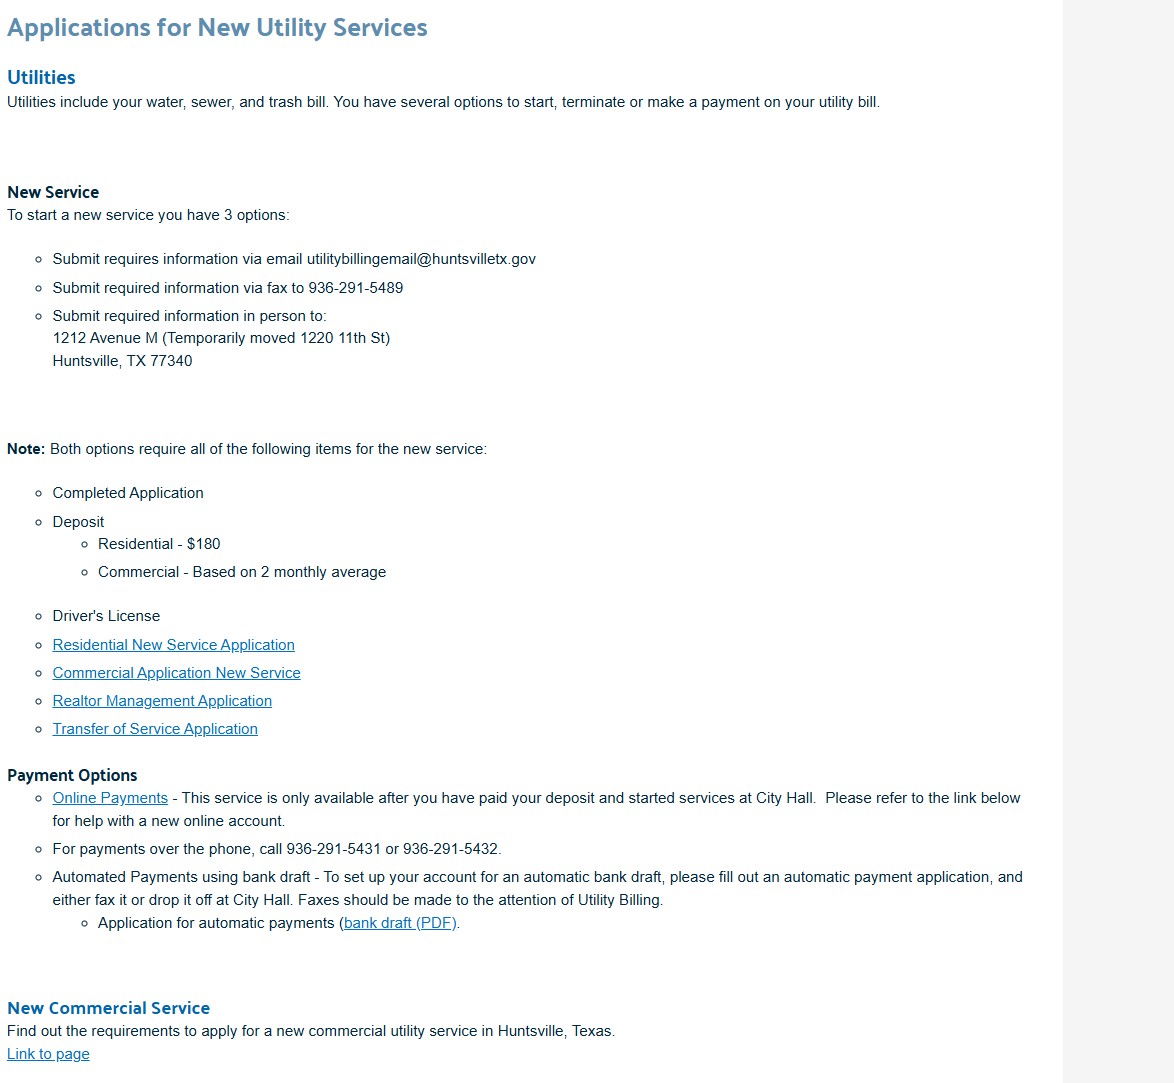 Applications for New Utility Services
Utilities
Utilities include your water, sewer, and trash bill. You have several options to start, terminate or make a payment on your utility bill.
New Service
To start a new service you have 3 options:
Submit requires information via email utilitybillingemail@huntsvilletx.gov
Submit required information via fax to 936-291-5489
Submit required information in person to:
1212 Avenue M (Temporarily moved 1220 11th St)
Huntsville, TX 77340
Note: Both options require all of the following items for the new service:
Completed Application
Deposit
Residential - $180
Commercial - Based on 2 monthly average
Driver's License
Residential New Service Application
Commercial Application New Service
Realtor Management Application
Transfer of Service Application
Payment Options
Online Payments - This service is only available after you have paid your deposit and started services at City Hall.  Please refer to the link below
for help with a new online account.
For payments over the phone, call 936-291-5431 or 936-291-5432.
Automated Payments using bank draft - To set up your account for an automatic bank draft, please fill out an automatic payment application, and
either fax it or drop it off at City Hall. Faxes should be made to the attention of Utility Billing.
Application for automatic payments (bank draft (PDF).
New Commercial Service
Find out the requirements to apply for a new commercial utility service in Huntsville, Texas.
Link to page